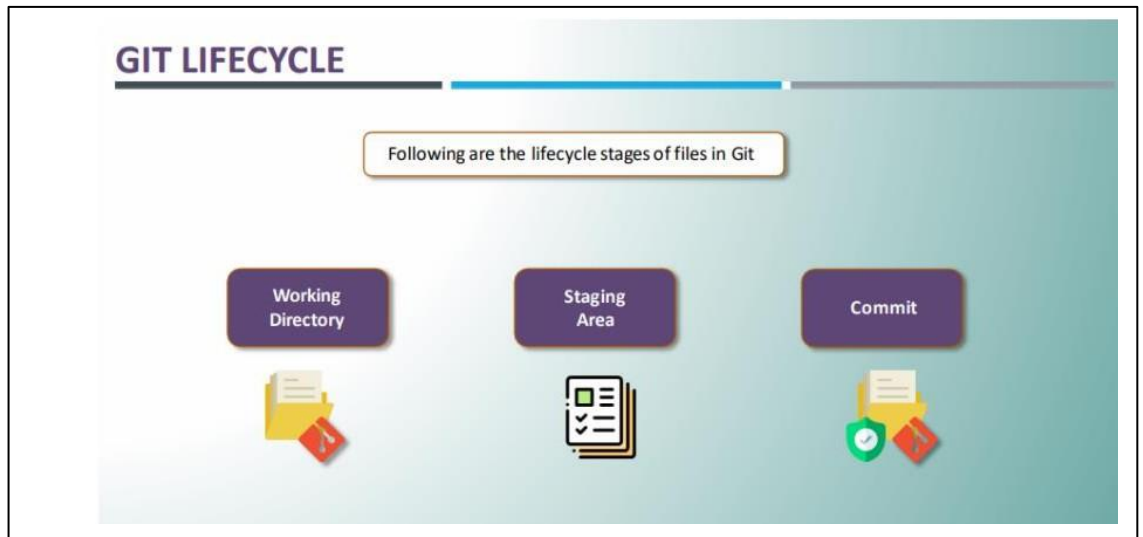 GIT LIFECYCLE
Following are the lifecycle stages of files in Git
Working
Directory
Staging
Area
Commit